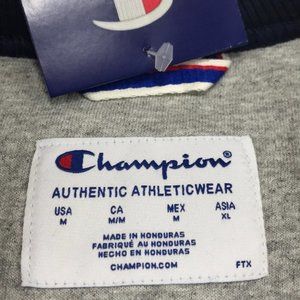 Champion
AUTHENTIC ATHLETICWEAR
USA CA MEX ASIA
M M/M M XL
MADE IN HONDURAS
FABRIQUÉ AU HONDURAS
HECHO EN HONDURAS
CHAMPION.COM FTX